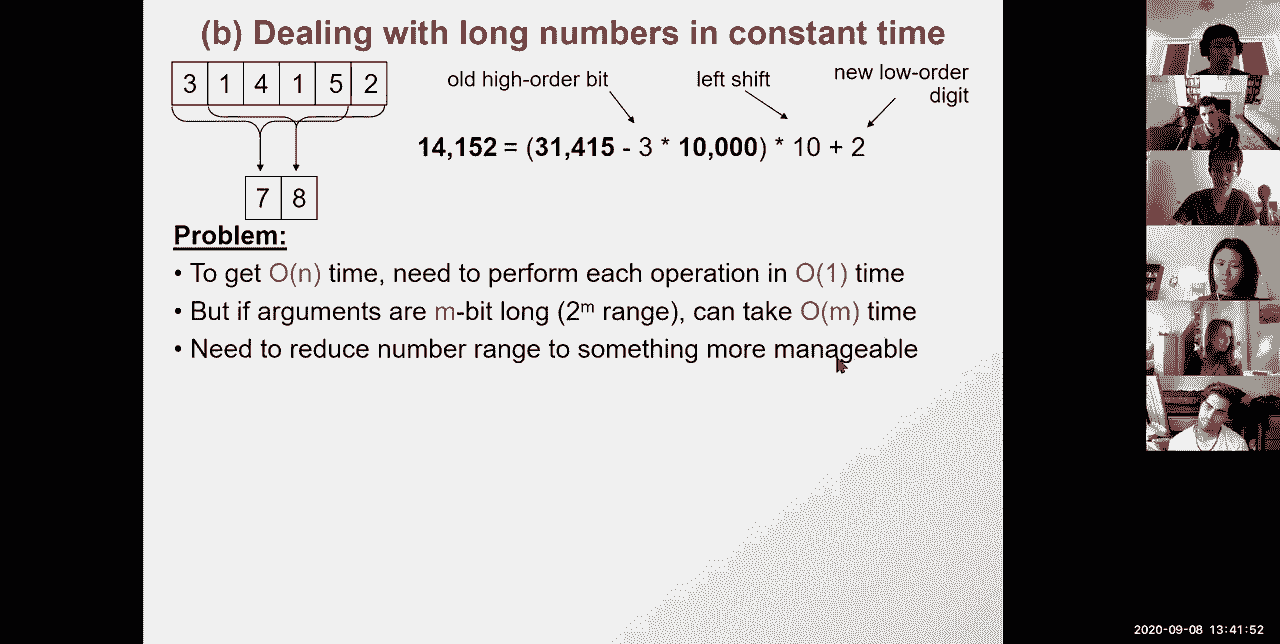 (b) Dealing with long numbers in constant time
3 1 4 1 5 2
old high-order bit
left shift
new low-order
digit
14,152 = (31,415 - 3 * 10,000) * 10 + 2
7 8
Problem:
• To get O(n) time, need to perform each operation in O(1) time
• But if arguments are m-bit long (2ᵐ range), can take O(m) time
• Need to reduce number range to something more manageable
2020-09-08 13:41:52